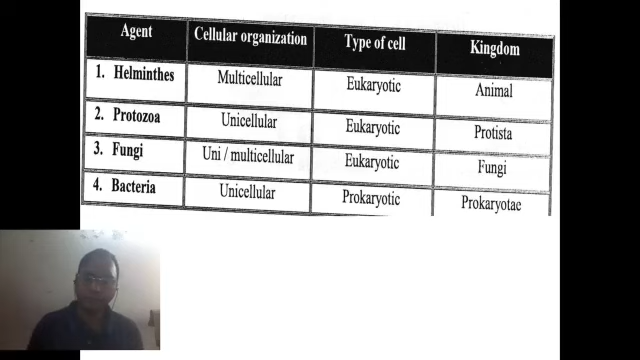 Agent Cellular organization Type of cell Kingdom
1. Helminthes Multicellular Eukaryotic Animal
2. Protozoa Unicellular Eukaryotic Protista
3. Fungi Uni / multicellular Eukaryotic Fungi
4. Bacteria Unicellular Prokaryotic Prokaryotae